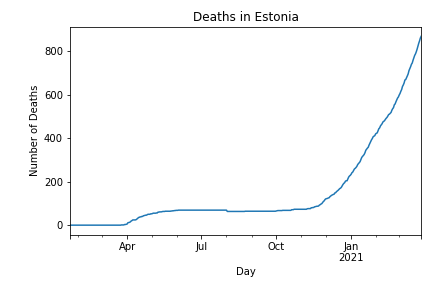 Deaths in Estonia
800
600
400
200
0
Number of Deaths
Apr
Jul
Oct
Jan
2021
Day